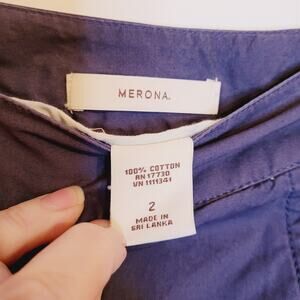 MERONA.
100% COTTON
RN 17730
VN 1111341
2
MADE IN
SRI LANKA